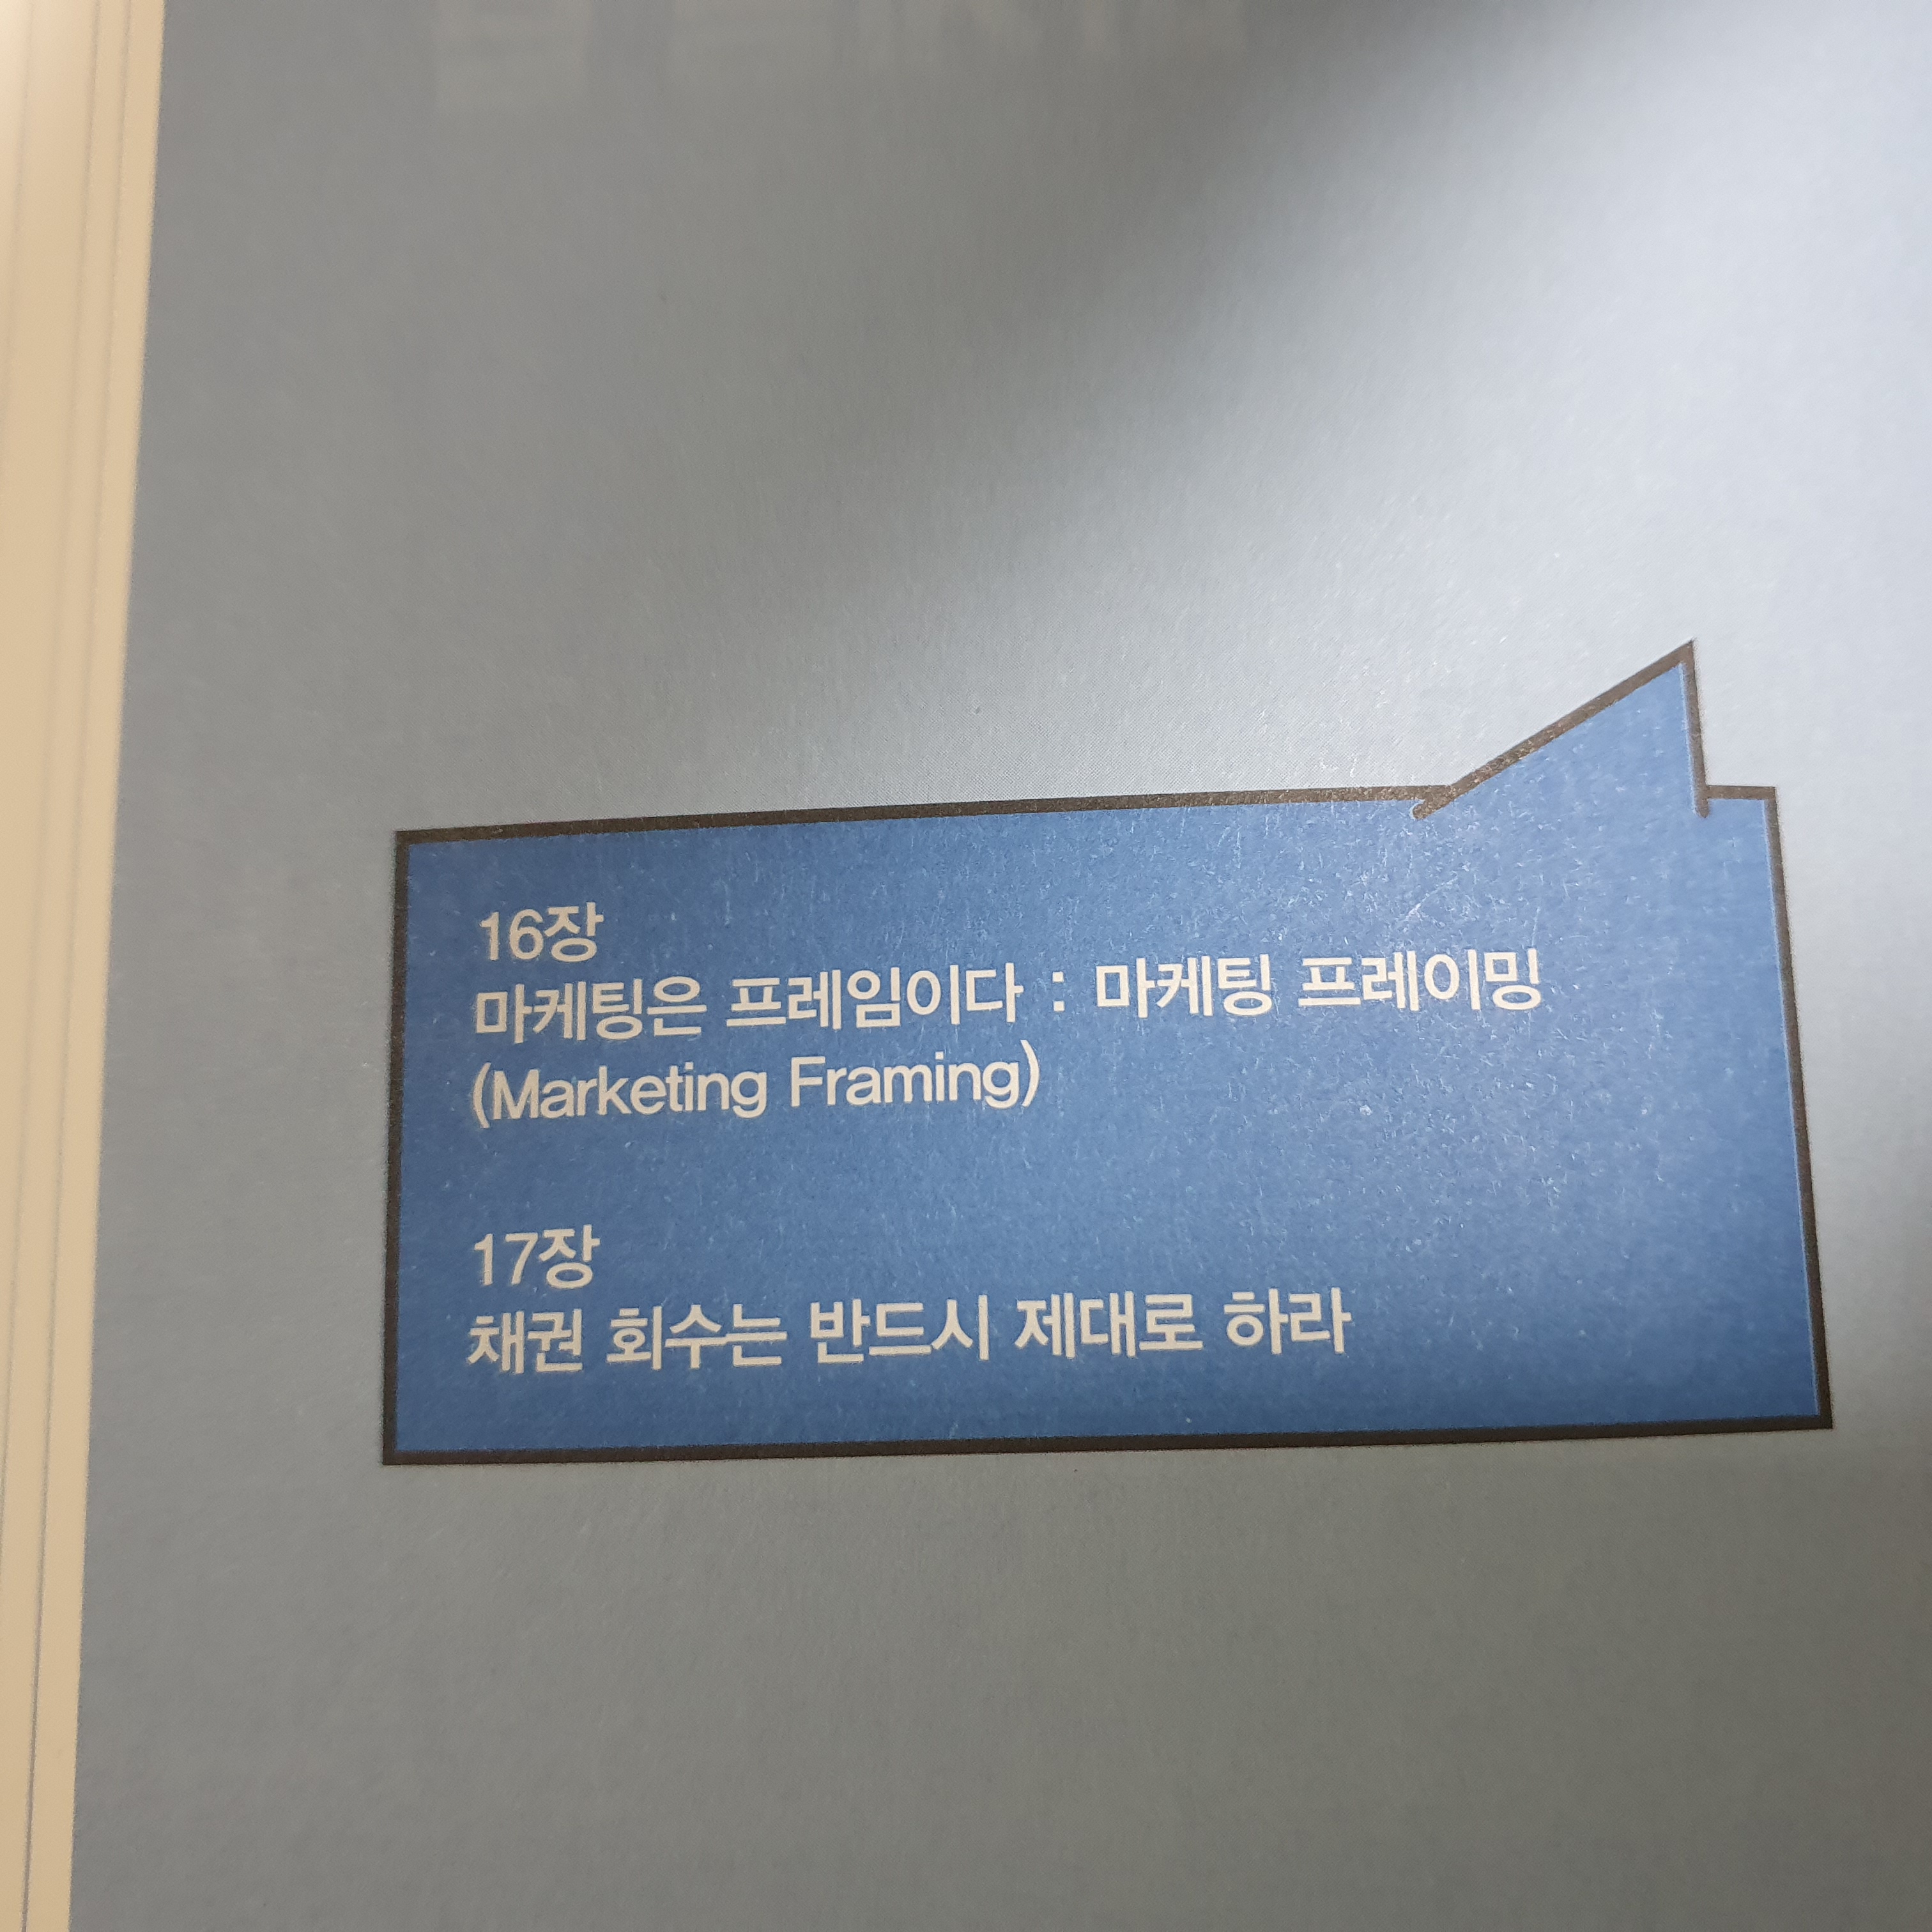 16장
마케팅은 프레임이다 : 마케팅 프레이밍
(Marketing Framing)
17장
채권 회수는 반드시 제대로 하라